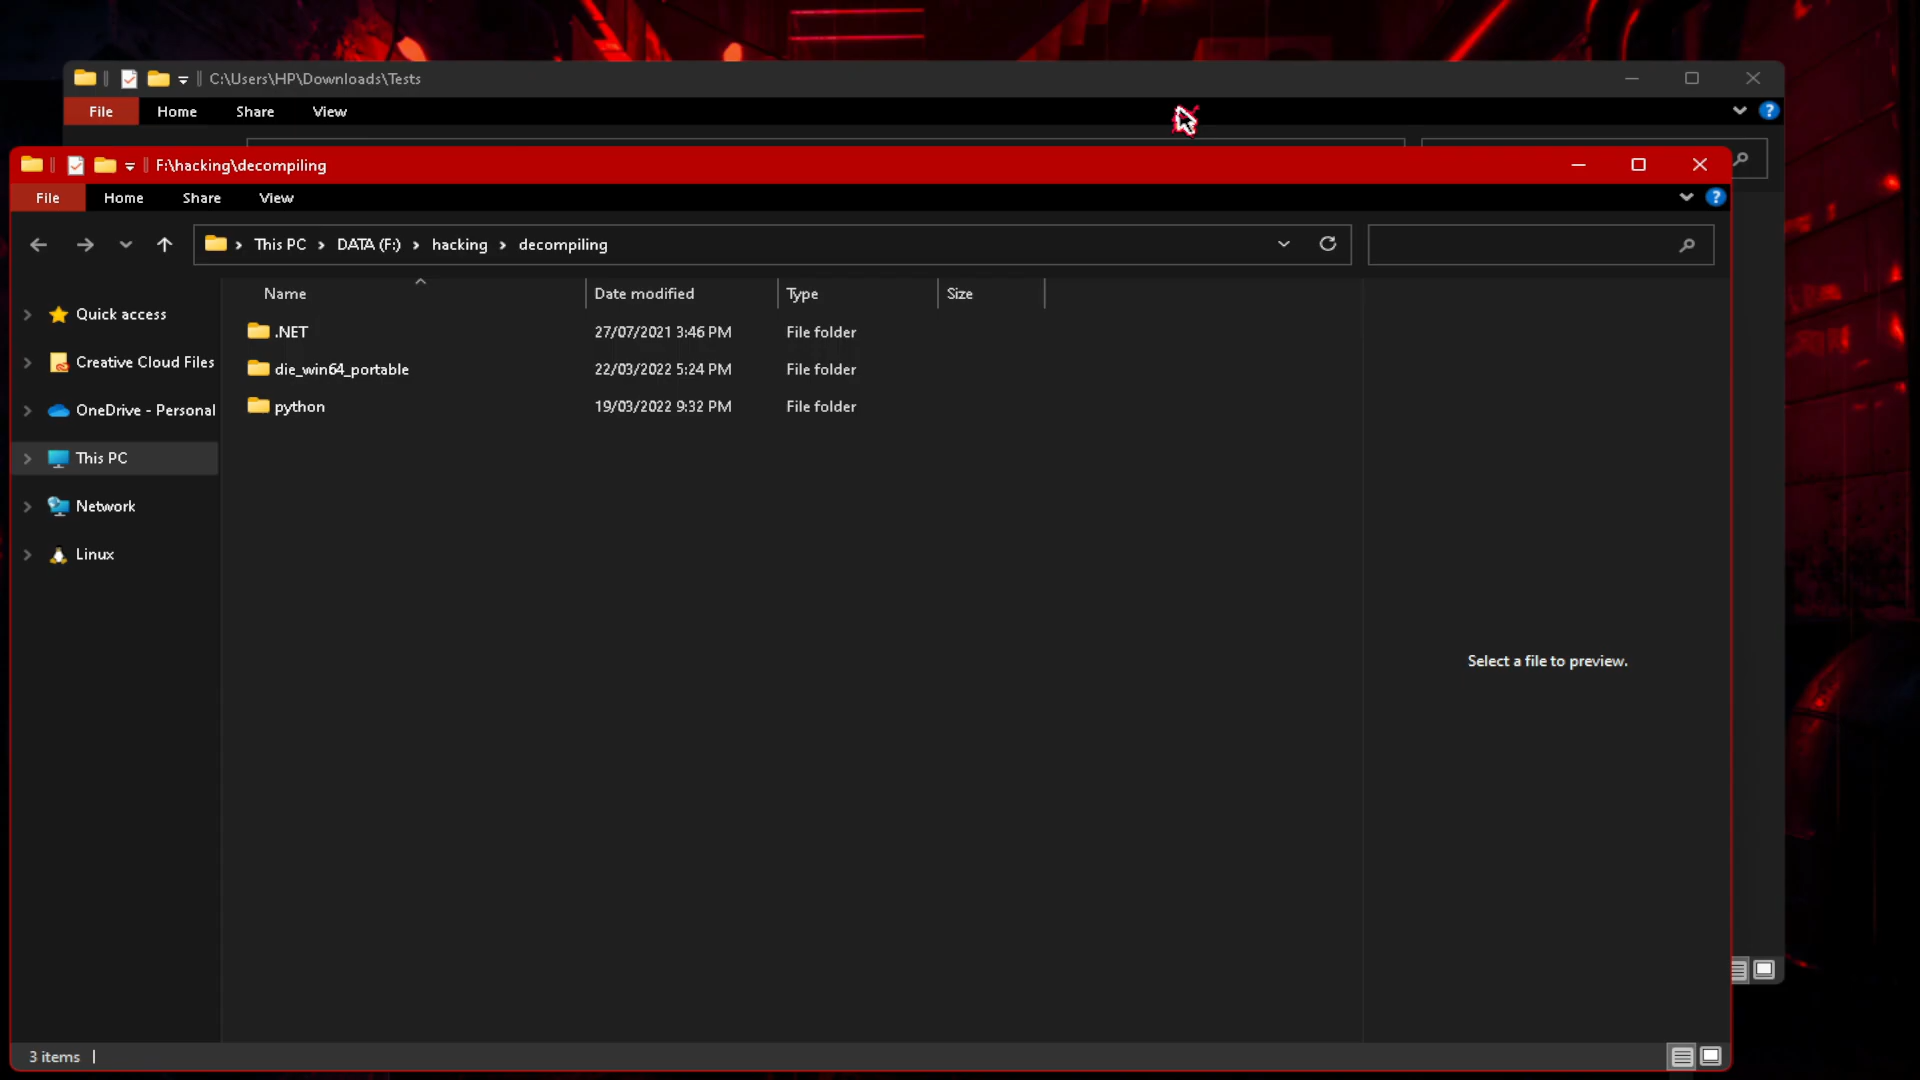 C:\Users\HP\Downloads\Tests
File Home Share View
F:\hacking\decompiling
File Home Share View
This PC DATA (F:) hacking decompiling
Name Date modified Type Size
Quick access
Creative Cloud Files
OneDrive - Personal
This PC
Network
Linux
.NET 27/07/2021 3:46 PM File folder
die_win64_portable 22/03/2022 5:24 PM File folder
python 19/03/2022 9:32 PM File folder
Select a file to preview.
3 items